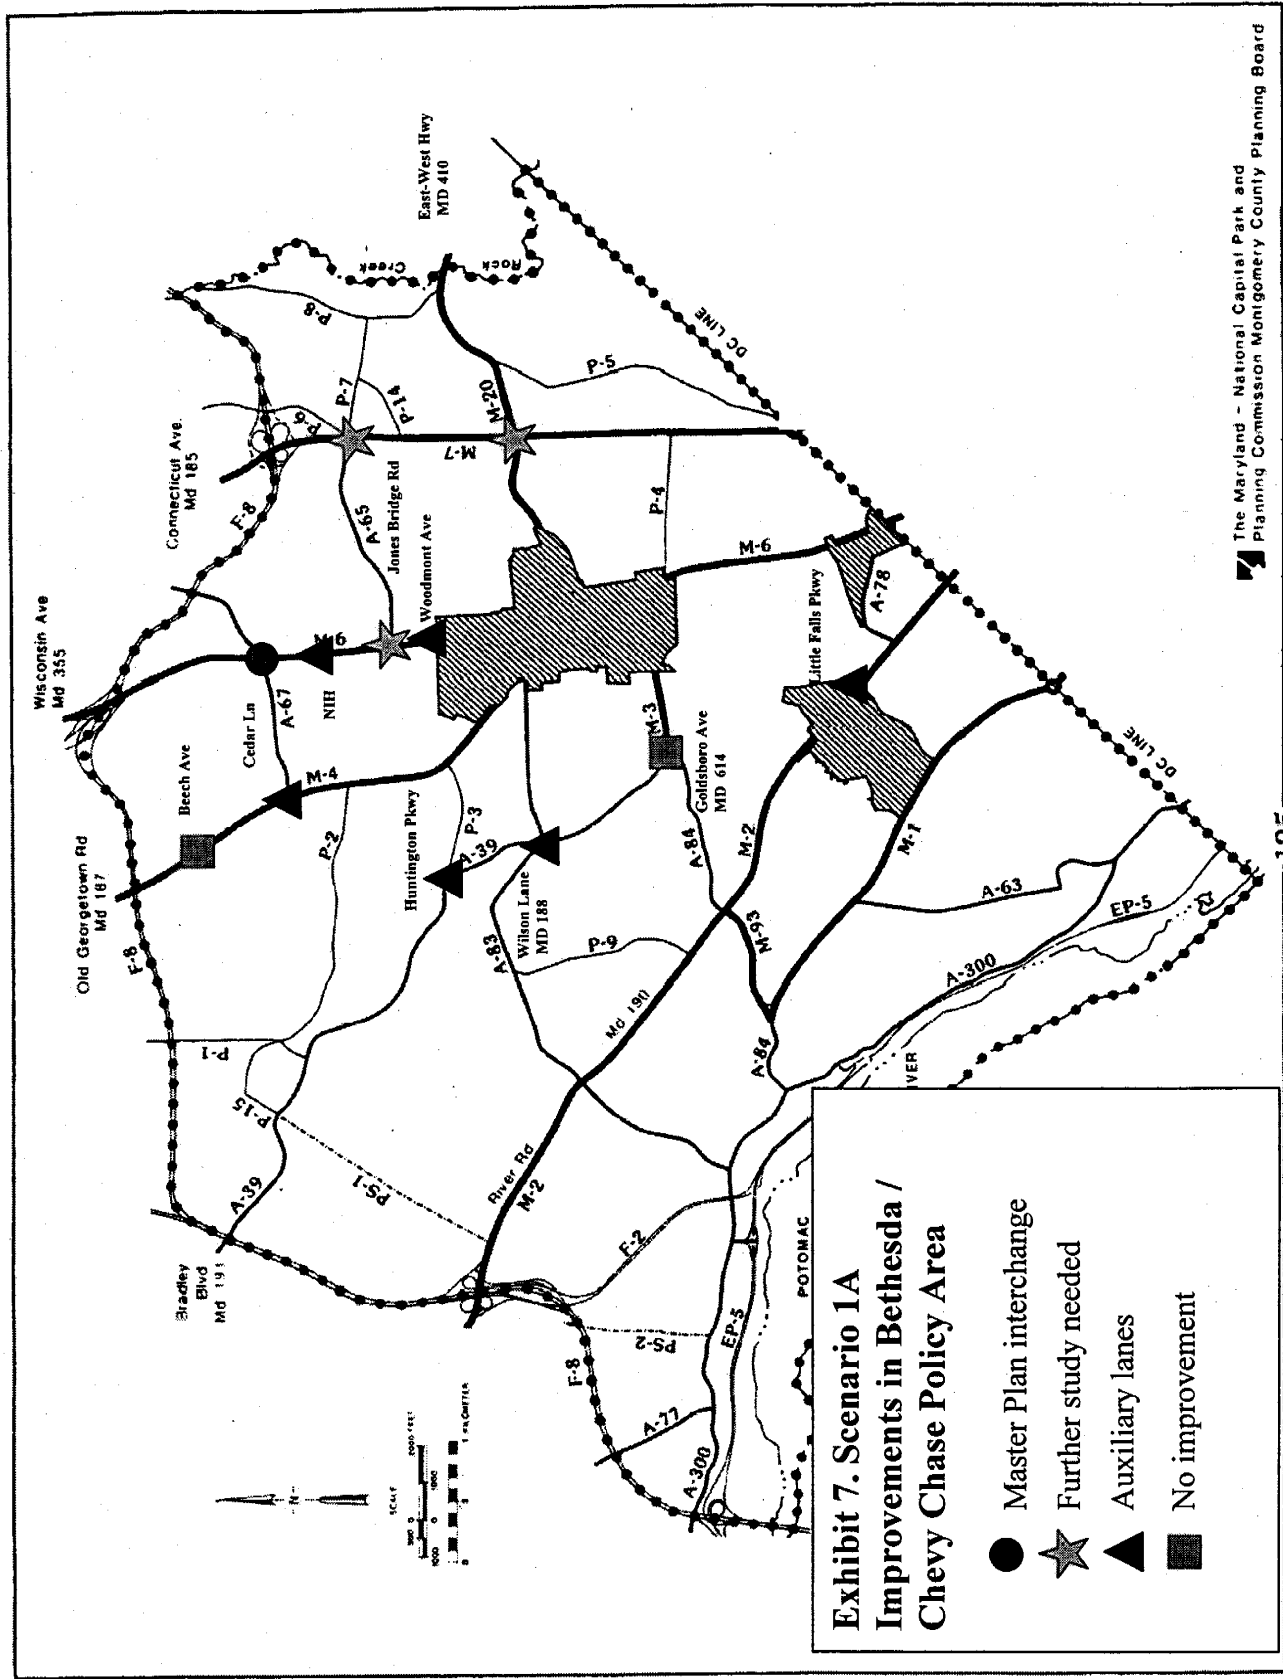 Wisconsin Ave
Md 355
Connecticut Ave.
Md 185
Old Georgetown Rd
Md 187
East-West Hwy
MD 410
Bradley
Blvd
Md 191
Beech Ave
Cedar Ln
NIH
Jones Bridge Rd
Woodmont Ave
Huntington Pkwy
Wilson Lane
MD 188
Goldsboro Ave
MD 614
Little Falls Pkwy
River Rd
M-2
Md 190
Rock
Creek
DC LINE
DC LINE
F-8
F-8
F-8
F-2
P-8
P-7
P-14
P-6
P-5
P-4
P-3
P-2
P-1
P-15
P-9
PS-1
PS-2
M-20
M-7
M-6
M-6
M-4
M-3
M-2
M-1
M-93
A-65
A-67
A-39
A-39
A-83
A-84
A-84
A-78
A-63
A-77
A-300
A-300
EP-5
EP-5
POTOMAC
IVER
N
SCALE
Exhibit 7. Scenario 1A
Improvements in Bethesda /
Chevy Chase Policy Area
Master Plan interchange
Further study needed
Auxiliary lanes
No improvement
The Maryland - National Capital Park and
Planning Commission Montgomery County Planning Board